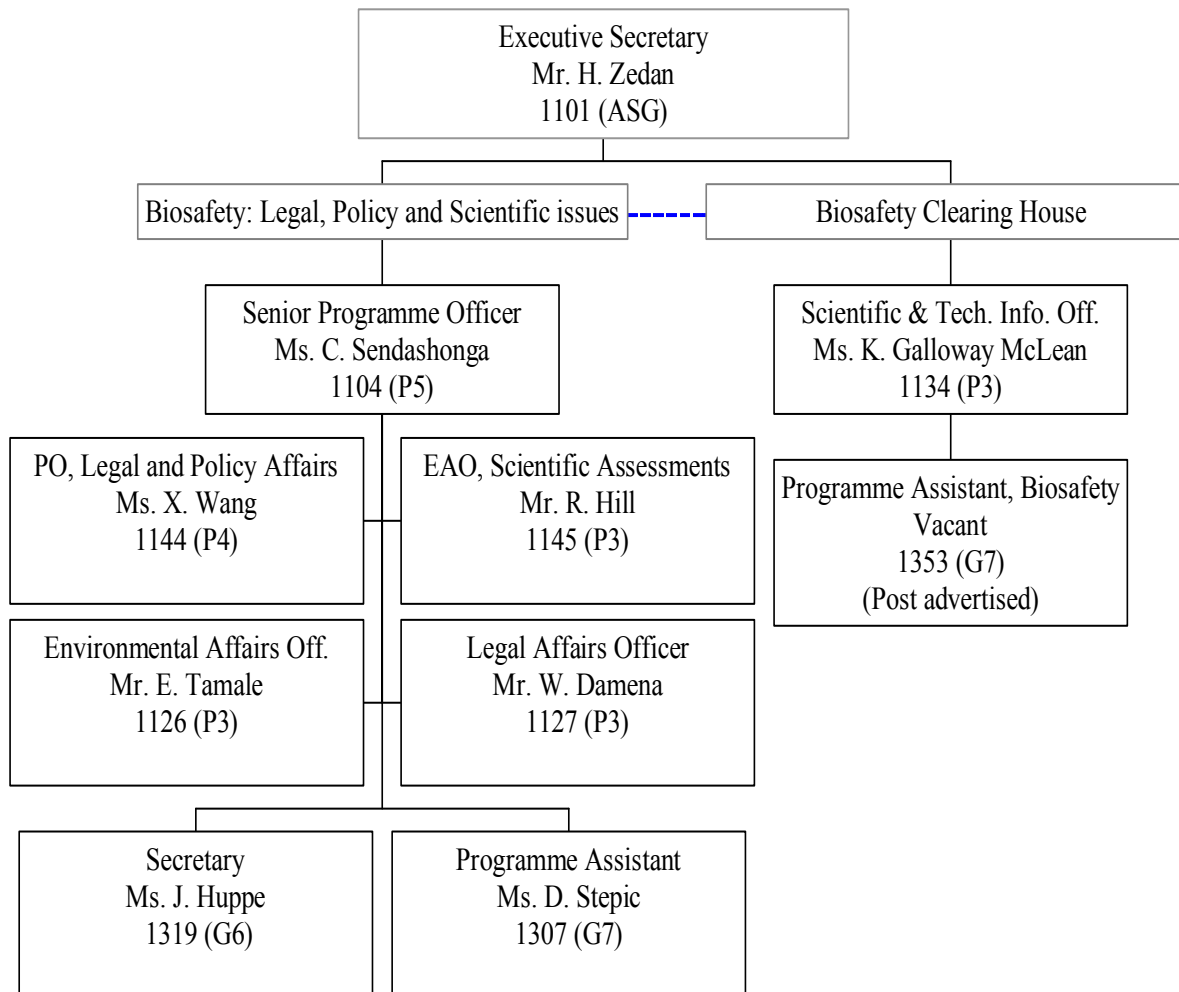 Executive Secretary
Mr. H. Zedan
1101 (ASG)
Biosafety: Legal, Policy and Scientific issues
Biosafety Clearing House
Senior Programme Officer
Ms. C. Sendashonga
1104 (P5)
Scientific & Tech. Info. Off.
Ms. K. Galloway McLean
1134 (P3)
PO, Legal and Policy Affairs
Ms. X. Wang
1144 (P4)
EAO, Scientific Assessments
Mr. R. Hill
1145 (P3)
Programme Assistant, Biosafety
Vacant
1353 (G7)
(Post advertised)
Environmental Affairs Off.
Mr. E. Tamale
1126 (P3)
Legal Affairs Officer
Mr. W. Damena
1127 (P3)
Secretary
Ms. J. Huppe
1319 (G6)
Programme Assistant
Ms. D. Stepic
1307 (G7)